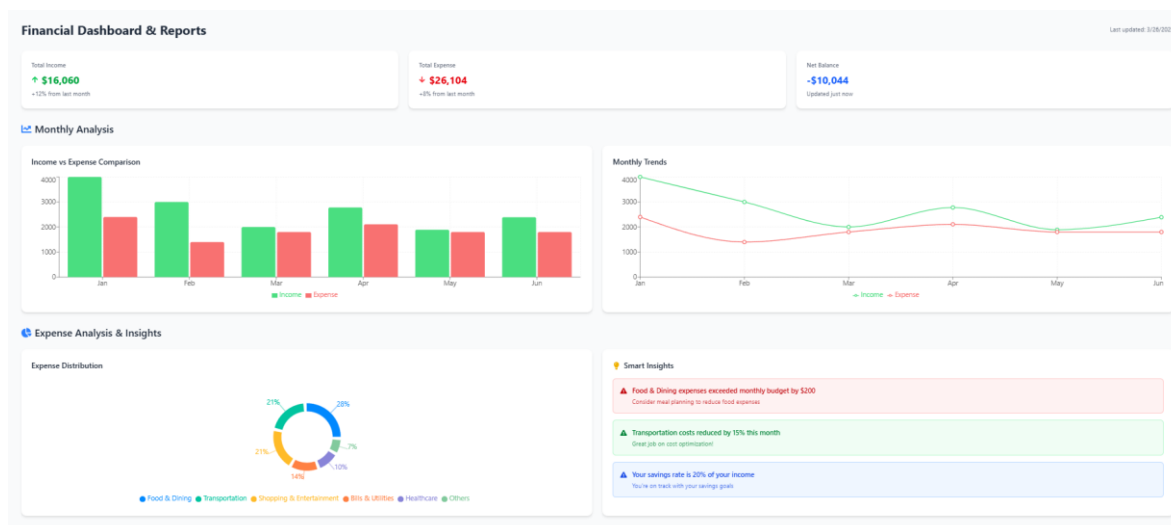 Financial Dashboard & Reports
Last updated: 3/28/202
Total Income
↑ $16,060
+12% from last month
Total Expense
↓ $26,104
+8% from last month
Net Balance
-$10,044
Updated just now
Monthly Analysis
Income vs Expense Comparison
4000
3000
2000
1000
0
Jan Feb Mar Apr May Jun
Income Expense
Monthly Trends
4000
3000
2000
1000
0
Jan Feb Mar Apr May Jun
Income Expense
Expense Analysis & Insights
Expense Distribution
21% 28%
21% 7%
14% 10%
Food & Dining Transportation Shopping & Entertainment Bills & Utilities Healthcare Others
Smart Insights
Food & Dining expenses exceeded monthly budget by $200
Consider meal planning to reduce food expenses
Transportation costs reduced by 15% this month
Great job on cost optimization!
Your savings rate is 20% of your income
You're on track with your savings goals